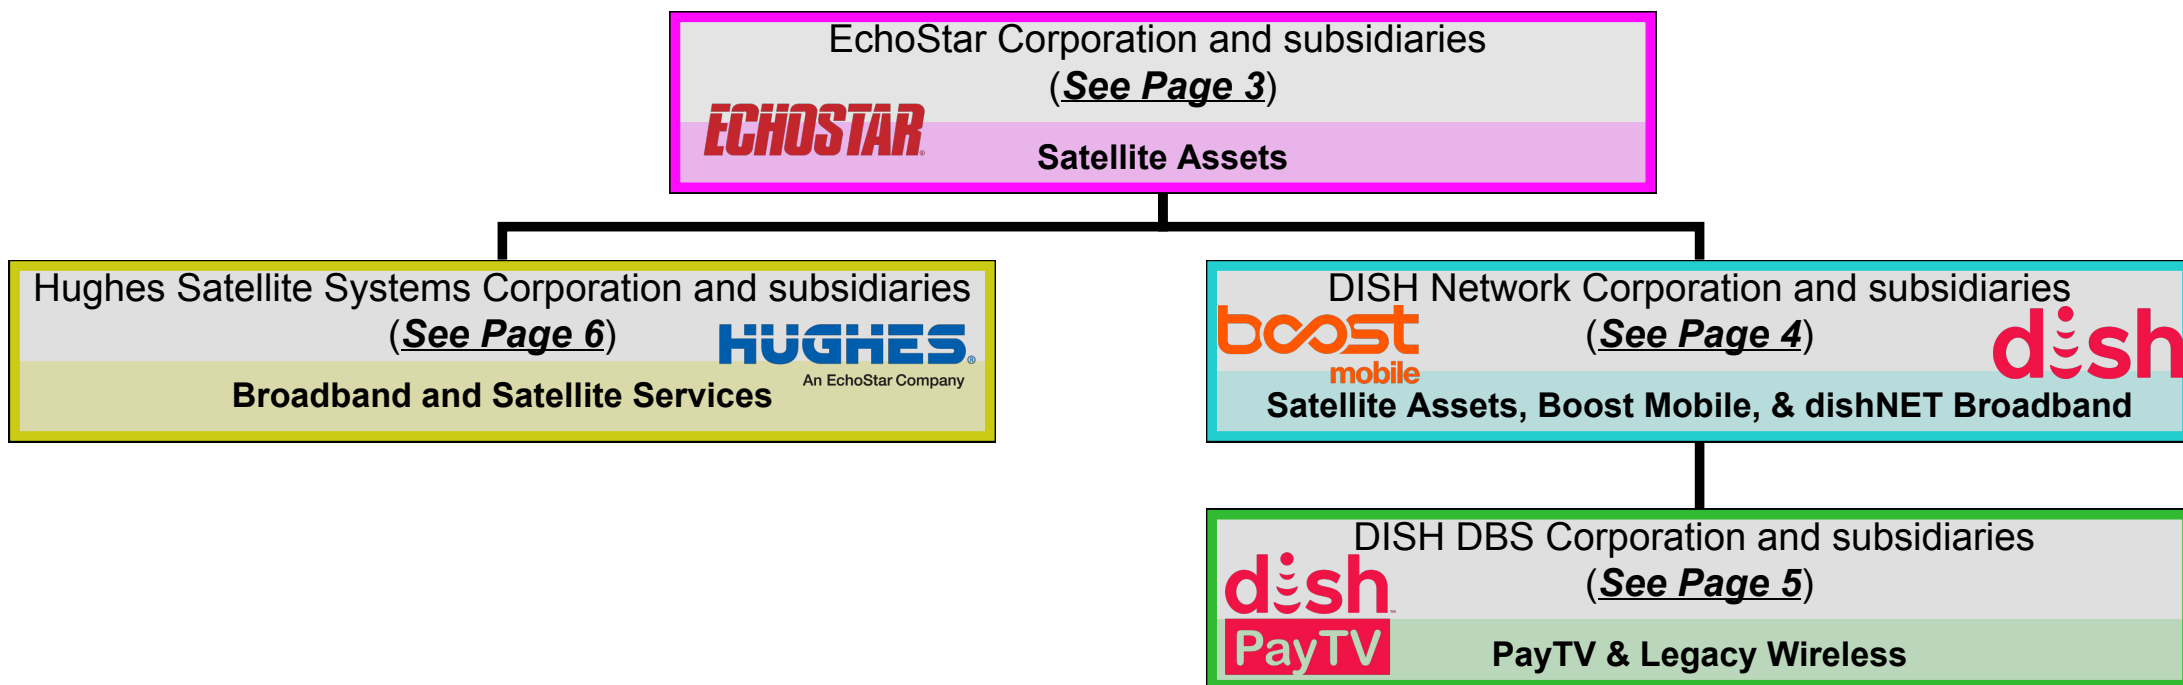 EchoStar Corporation and subsidiaries
(See Page 3)
ECHOSTAR®
Satellite Assets
Hughes Satellite Systems Corporation and subsidiaries
(See Page 6)
HUGHES®
An EchoStar Company
Broadband and Satellite Services
DISH Network Corporation and subsidiaries
boost
mobile
(See Page 4)
dish
Satellite Assets, Boost Mobile, & dishNET Broadband
DISH DBS Corporation and subsidiaries
(See Page 5)
dish™
PayTV
PayTV & Legacy Wireless